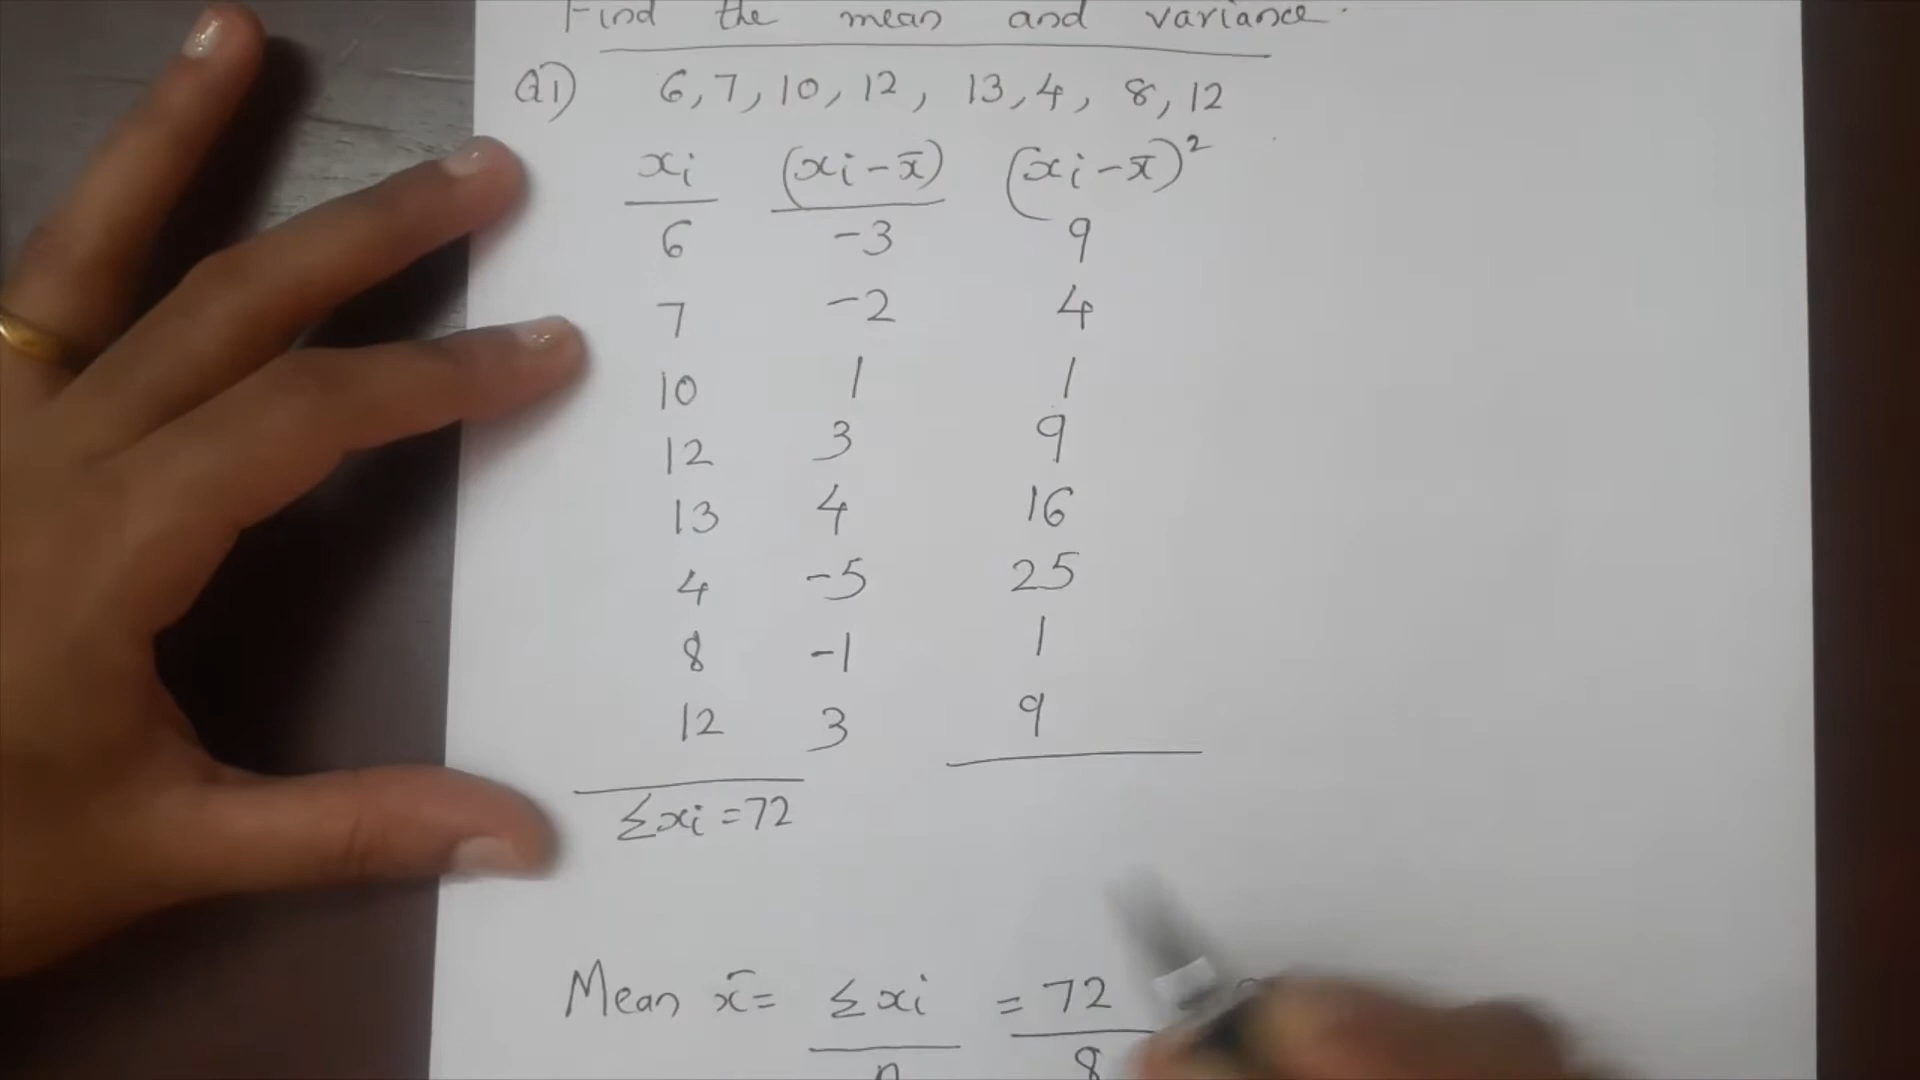 Find the mean and variance.
Q1) 6, 7, 10, 12, 13, 4, 8, 12
xi (xi - x̄) (xi - x̄)²
6 -3 9
7 -2 4
10 1 1
12 3 9
13 4 16
4 -5 25
8 -1 1
12 3 9
Σxi = 72
Mean x̄ = Σxi / n = 72 / 8